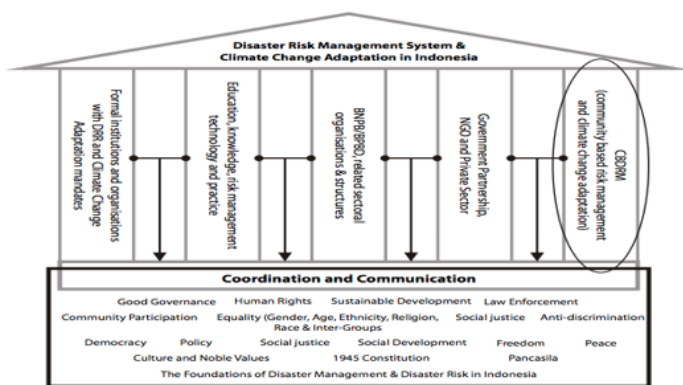 Disaster Risk Management System &
Climate Change Adaptation in Indonesia
Formal institutions and organisations
with DRR and Climate Change
Adaptation mandates
Education, knowledge, risk management
technology and practice
BNPB/BPBD, related sectoral
organisations & structures
Government Partnership,
NGO and Private Sector
CBDRM
(community based risk management
and climate change adaptation)
Coordination and Communication
Good Governance Human Rights Sustainable Development Law Enforcement
Community Participation Equality (Gender, Age, Ethnicity, Religion, Social justice Anti-discrimination
Race & Inter-Groups
Democracy Policy Social justice Social Development Freedom Peace
Culture and Noble Values 1945 Constitution Pancasila
The Foundations of Disaster Management & Disaster Risk in Indonesia